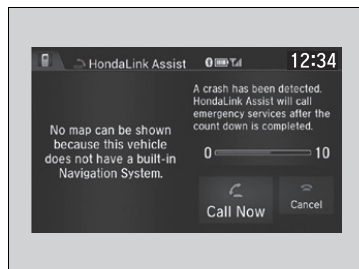 HondaLink Assist
12:34
No map can be shown
because this vehicle
does not have a built-in
Navigation System.
A crash has been detected.
HondaLink Assist will call
emergency services after the
count down is completed.
0 10
Call Now
Cancel